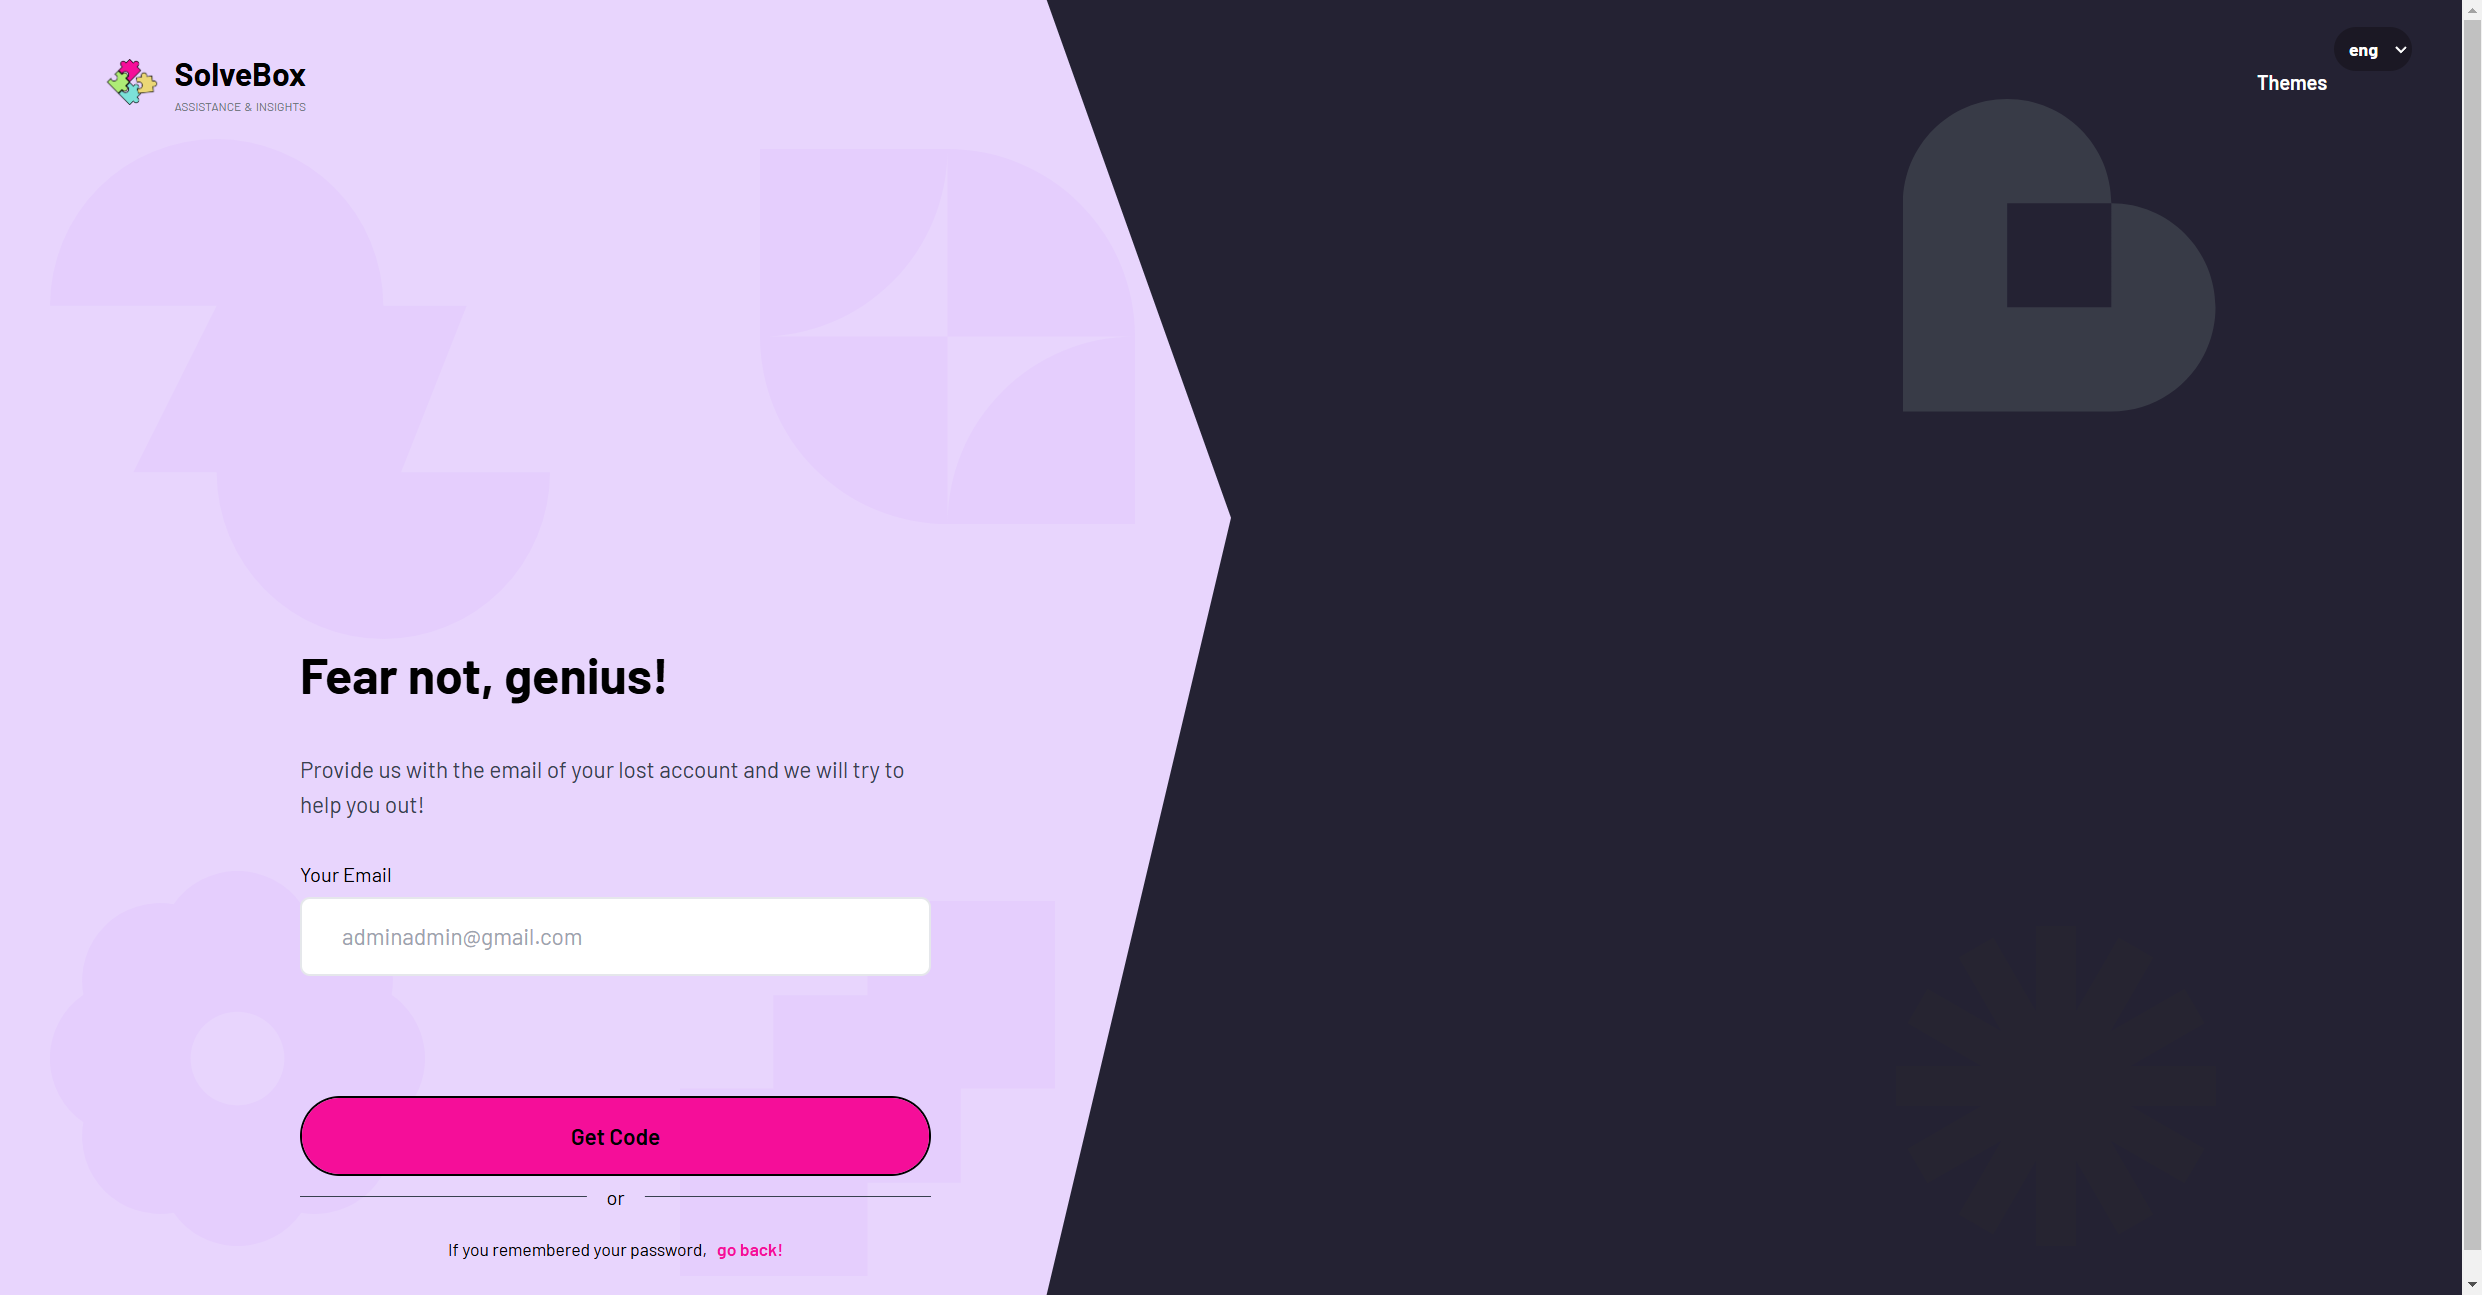 SolveBox
ASSISTANCE & INSIGHTS
eng
Themes
Fear not, genius!
Provide us with the email of your lost account and we will try to
help you out!
Your Email
adminadmin@gmail.com
Get Code
or
If you remembered your password, go back!